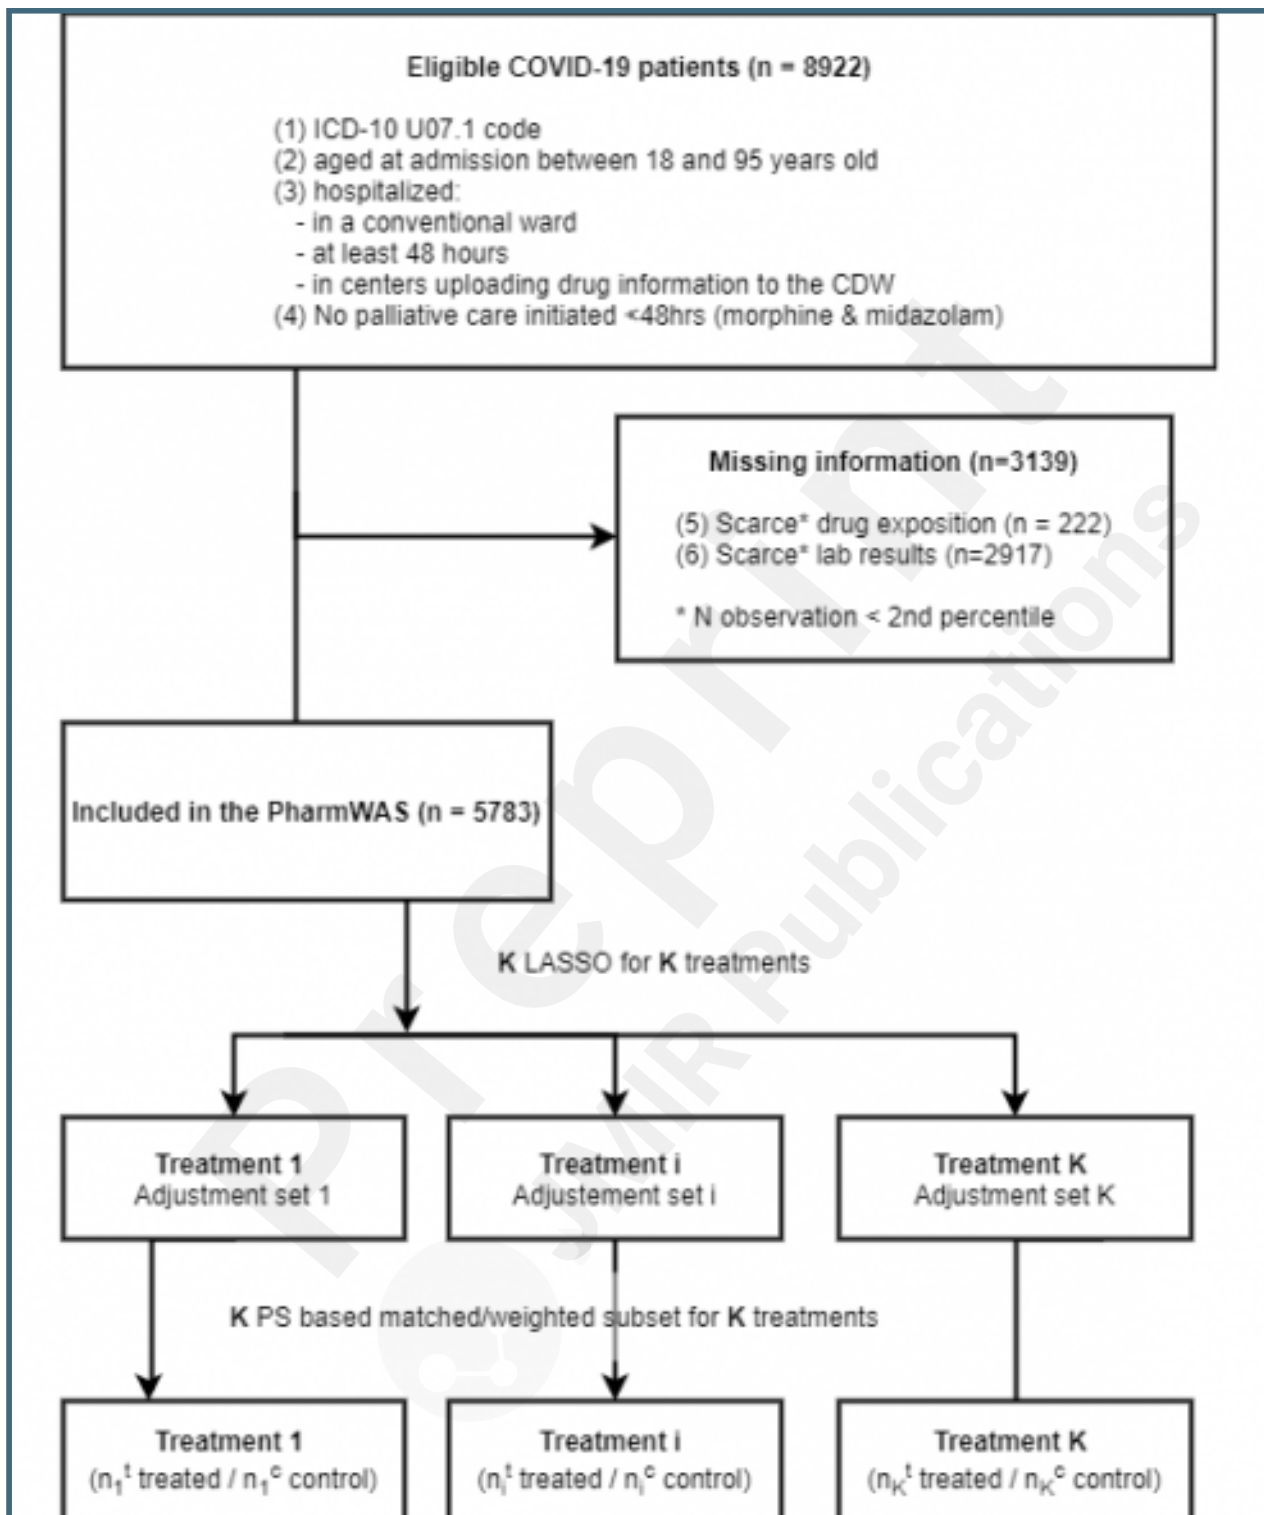 Eligible COVID-19 patients (n = 8922)
(1) ICD-10 U07.1 code
(2) aged at admission between 18 and 95 years old
(3) hospitalized:
- in a conventional ward
- at least 48 hours
- in centers uploading drug information to the CDW
(4) No palliative care initiated <48hrs (morphine & midazolam)
Missing information (n=3139)
(5) Scarce* drug exposition (n = 222)
(6) Scarce* lab results (n=2917)
* N observation < 2nd percentile
Included in the PharmWAS (n = 5783)
K LASSO for K treatments
Treatment 1
Adjustment set 1
Treatment i
Adjustement set i
Treatment K
Adjustment set K
K PS based matched/weighted subset for K treatments
Treatment 1
(n₁ᵗ treated / n₁ᶜ control)
Treatment i
(nᵢᵗ treated / nᵢᶜ control)
Treatment K
(n_Kᵗ treated / n_Kᶜ control)
Preprint
JMIR Publications